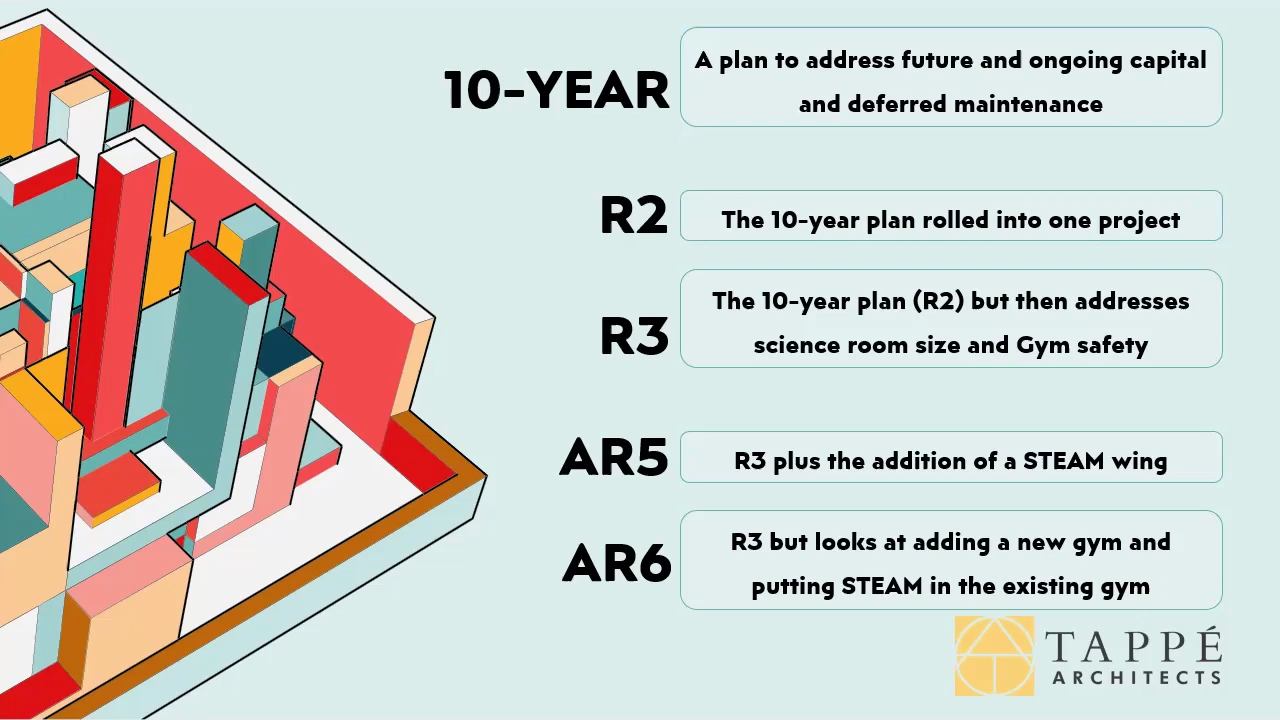 10-YEAR
A plan to address future and ongoing capital
and deferred maintenance
R2
The 10-year plan rolled into one project
R3
The 10-year plan (R2) but then addresses
science room size and Gym safety
AR5
R3 plus the addition of a STEAM wing
AR6
R3 but looks at adding a new gym and
putting STEAM in the existing gym
TAPPÉ
ARCHITECTS